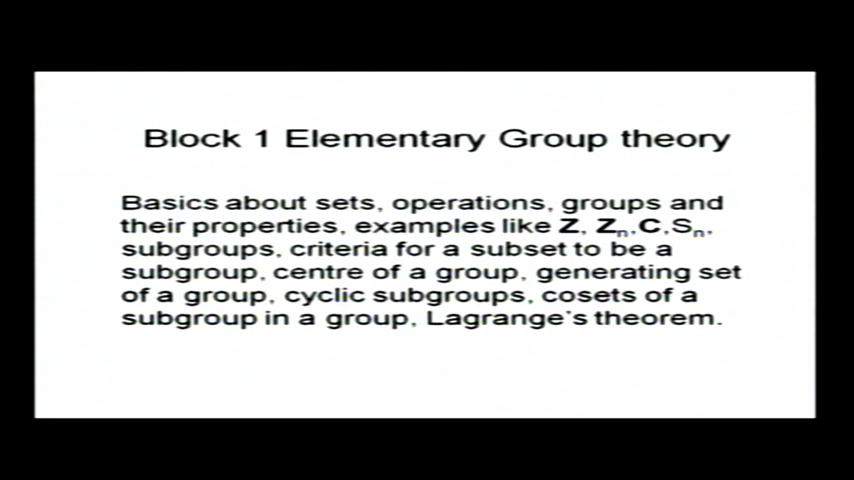 Block 1 Elementary Group theory
Basics about sets, operations, groups and
their properties, examples like Z, Zn,C,Sn,
subgroups, criteria for a subset to be a
subgroup, centre of a group, generating set
of a group, cyclic subgroups, cosets of a
subgroup in a group, Lagrange's theorem.